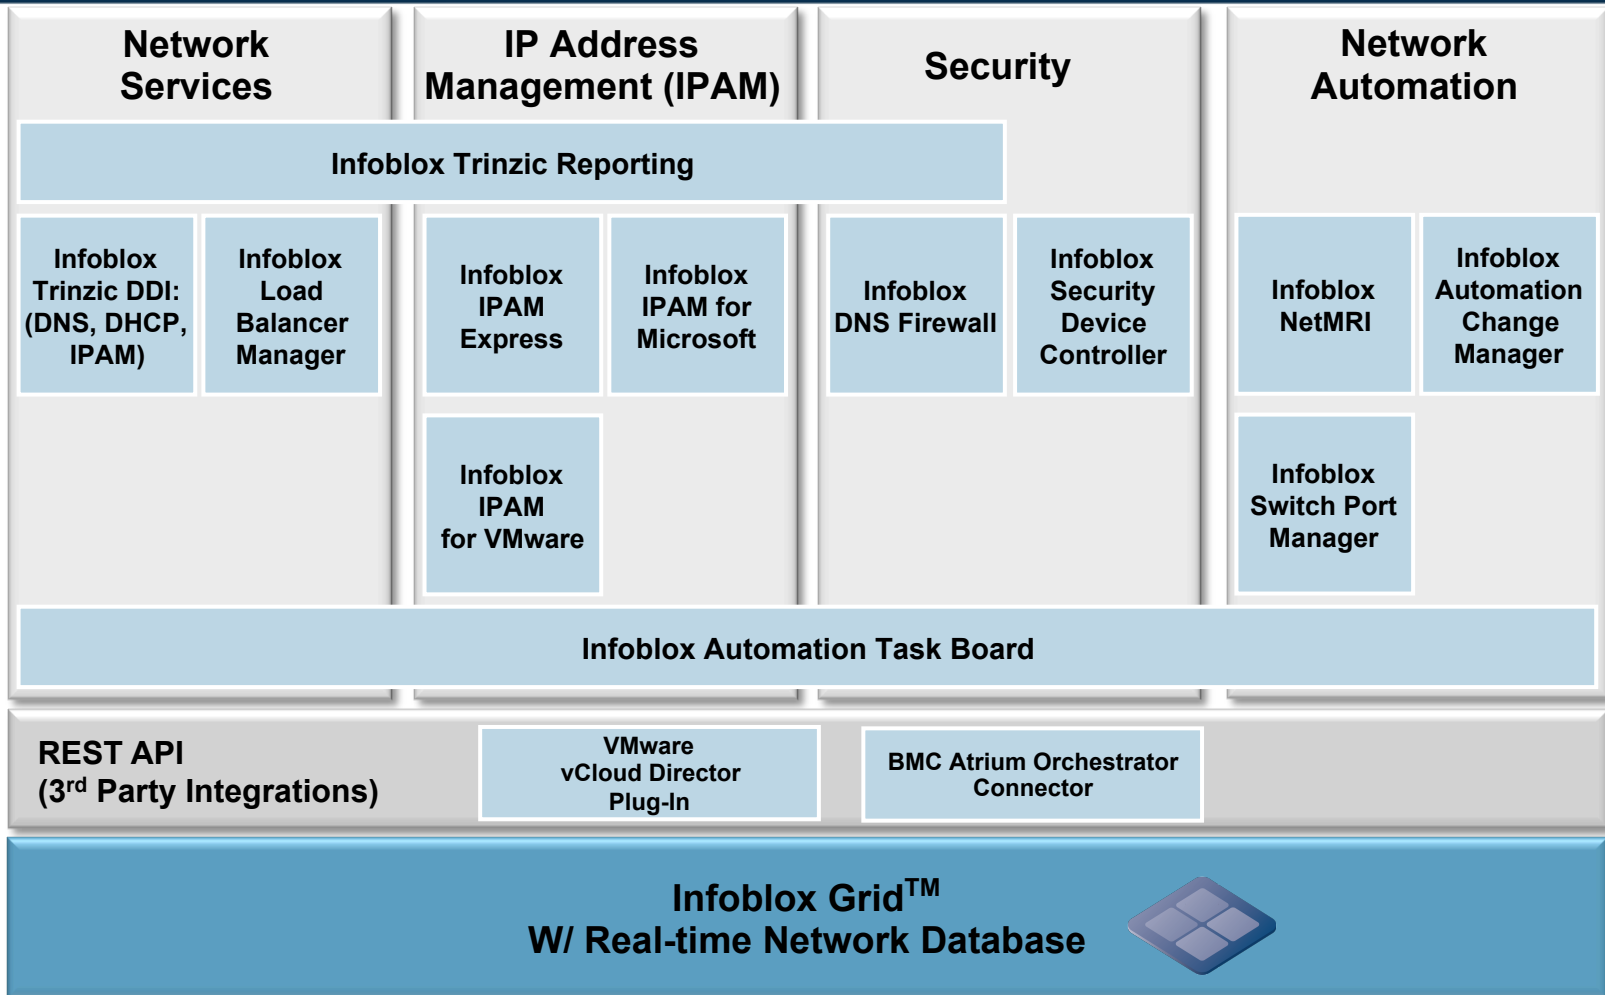 Network
Services
IP Address
Management (IPAM)
Security
Network
Automation
Infoblox Trinzic Reporting
Infoblox
Trinzic DDI:
(DNS, DHCP,
IPAM)
Infoblox
Load
Balancer
Manager
Infoblox
IPAM
Express
Infoblox
IPAM for
Microsoft
Infoblox
DNS Firewall
Infoblox
Security
Device
Controller
Infoblox
NetMRI
Infoblox
Automation
Change
Manager
Infoblox
IPAM
for VMware
Infoblox
Switch Port
Manager
Infoblox Automation Task Board
REST API
(3rd Party Integrations)
VMware
vCloud Director
Plug-In
BMC Atrium Orchestrator
Connector
Infoblox Grid™
W/ Real-time Network Database